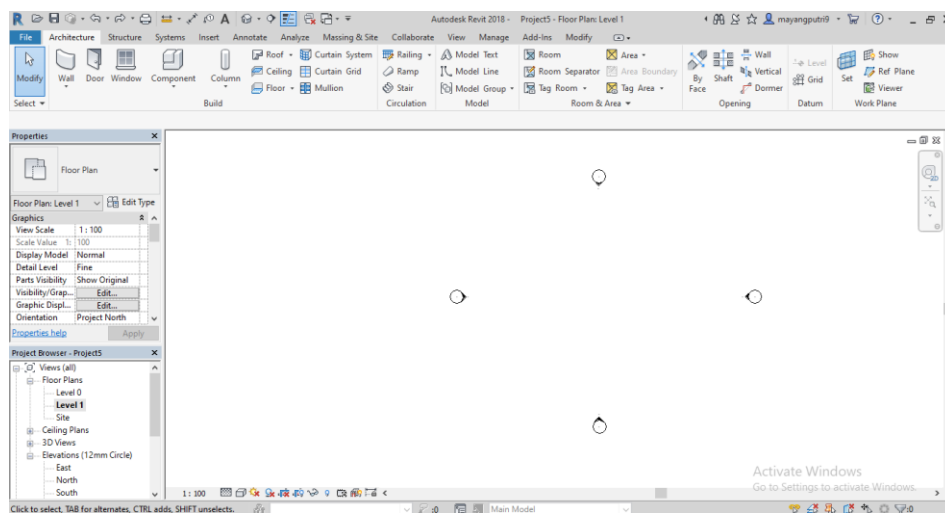 Autodesk Revit 2018 - Project5 - Floor Plan: Level 1
mayangputri9
File Architecture Structure Systems Insert Annotate Analyze Massing & Site Collaborate View Manage Add-Ins Modify
Modify Wall Door Window Component Column
Roof Curtain System Railing Model Text Room Area Wall Show
Ceiling Curtain Grid Ramp Model Line Room Separator Area Boundary By Face Shaft Vertical Level Grid Set Ref Plane
Floor Mullion Stair Model Group Tag Room Tag Area Dormer Viewer
Select Build Circulation Model Room & Area Opening Datum Work Plane
Properties
Floor Plan
Floor Plan: Level 1 Edit Type
Graphics
View Scale 1 : 100
Scale Value 1: 100
Display Model Normal
Detail Level Fine
Parts Visibility Show Original
Visibility/Grap... Edit...
Graphic Displ... Edit...
Orientation Project North
Properties help Apply
Project Browser - Project5
Views (all)
Floor Plans
Level 0
Level 1
Site
Ceiling Plans
3D Views
Elevations (12mm Circle)
East
North
South
1 : 100
Activate Windows
Go to Settings to activate Windows.
Click to select, TAB for alternates, CTRL adds, SHIFT unselects. :0 Main Model :0